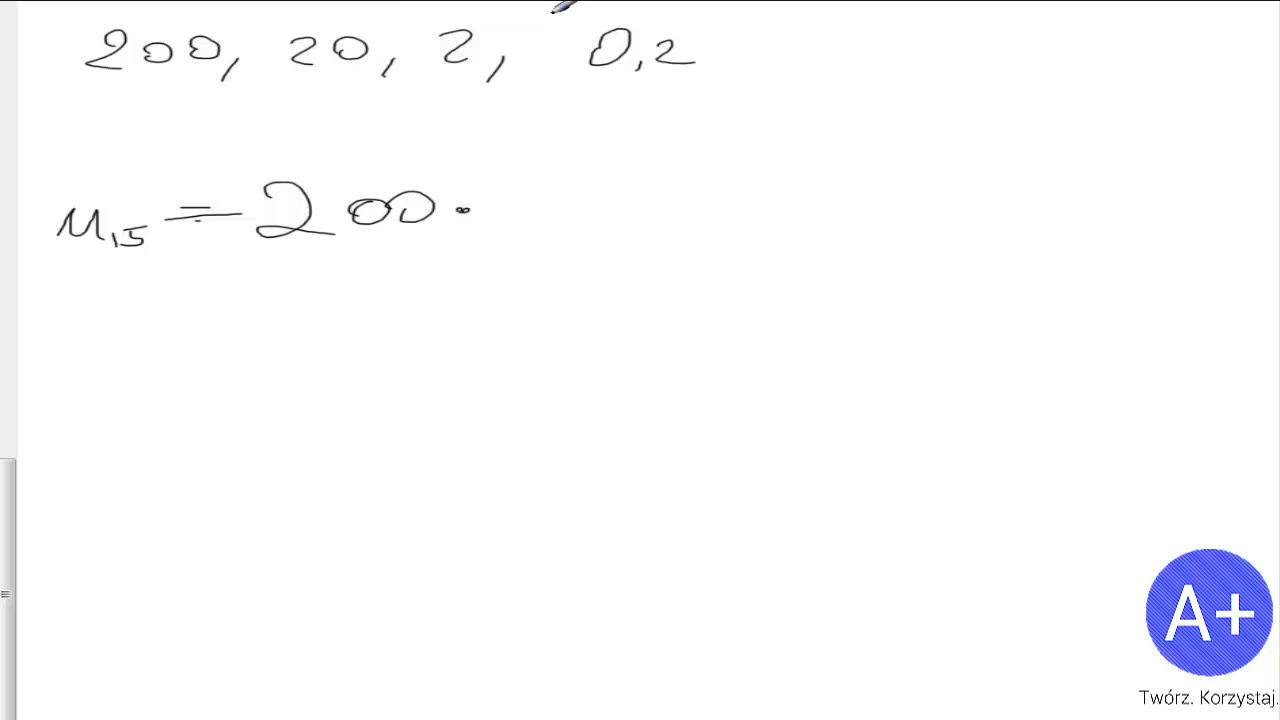 200, 20, 2, 0,2
u₁₅ = 200 ·
A+
Twórz. Korzystaj.